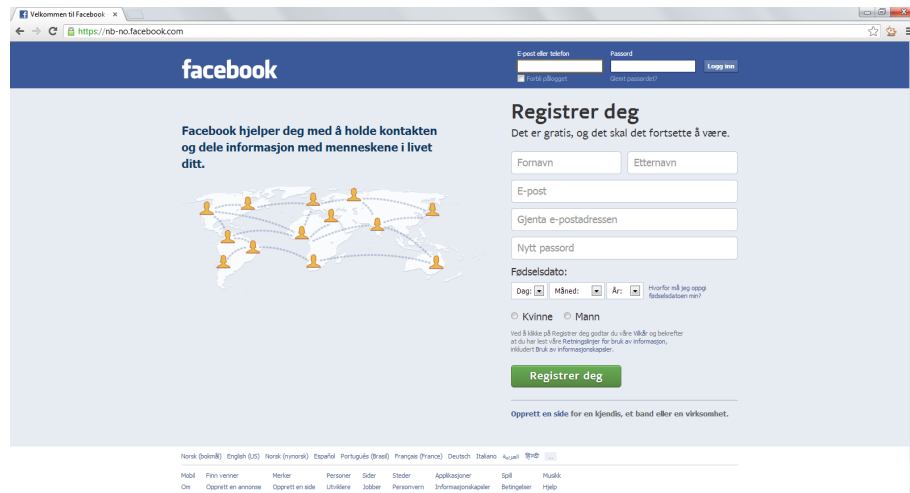 Velkommen til Facebook
https://nb-no.facebook.com
facebook
E-post eller telefon Passord
Logg inn
Forbli pålogget Glemt passordet?
Facebook hjelper deg med å holde kontakten
og dele informasjon med menneskene i livet
ditt.
Registrer deg
Det er gratis, og det skal det fortsette å være.
Fornavn Etternavn
E-post
Gjenta e-postadressen
Nytt passord
Fødselsdato:
Dag: Måned: År: Hvorfor må jeg oppgi
fødselsdatoen min?
Kvinne Mann
Ved å klikke på Registrer deg godtar du våre Vilkår og bekrefter
at du har lest våre Retningslinjer for bruk av informasjon,
inkludert Bruk av informasjonskapsler.
Registrer deg
Opprett en side for en kjendis, et band eller en virksomhet.
Norsk (bokmål) English (US) Norsk (nynorsk) Español Português (Brasil) Français (France) Deutsch Italiano العربية हिन्दी ...
Mobil Finn venner Merker Personer Sider Steder Applikasjoner Spill Musikk
Om Opprett en annonse Opprett en side Utviklere Jobber Personvern Informasjonskapsler Betingelser Hjelp